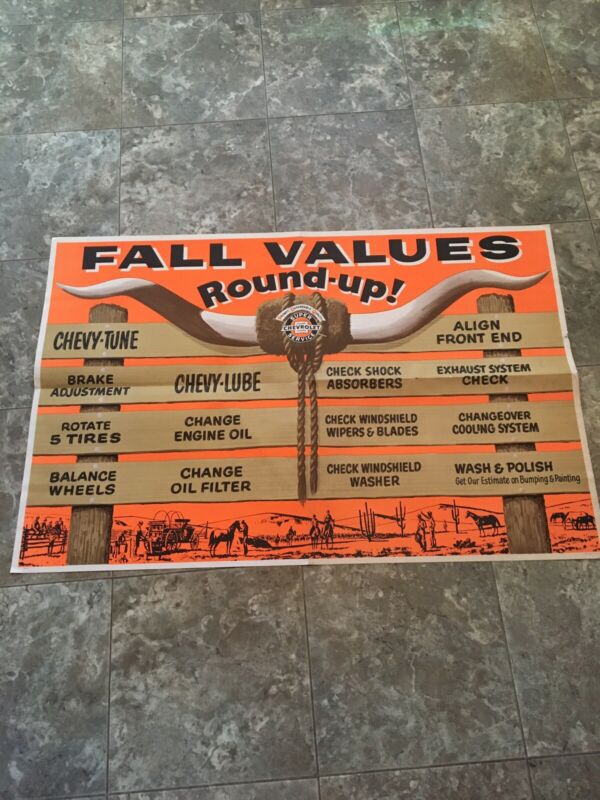 FALL VALUES
Round-up!
SUPER
CHEVROLET
SERVICE
CHEVY-TUNE
ALIGN
FRONT END
BRAKE
ADJUSTMENT
CHEVY-LUBE
CHECK SHOCK
ABSORBERS
EXHAUST SYSTEM
CHECK
ROTATE
5 TIRES
CHANGE
ENGINE OIL
CHECK WINDSHIELD
WIPERS & BLADES
CHANGEOVER
COOLING SYSTEM
BALANCE
WHEELS
CHANGE
OIL FILTER
CHECK WINDSHIELD
WASHER
WASH & POLISH
Get Our Estimate on Bumping & Painting